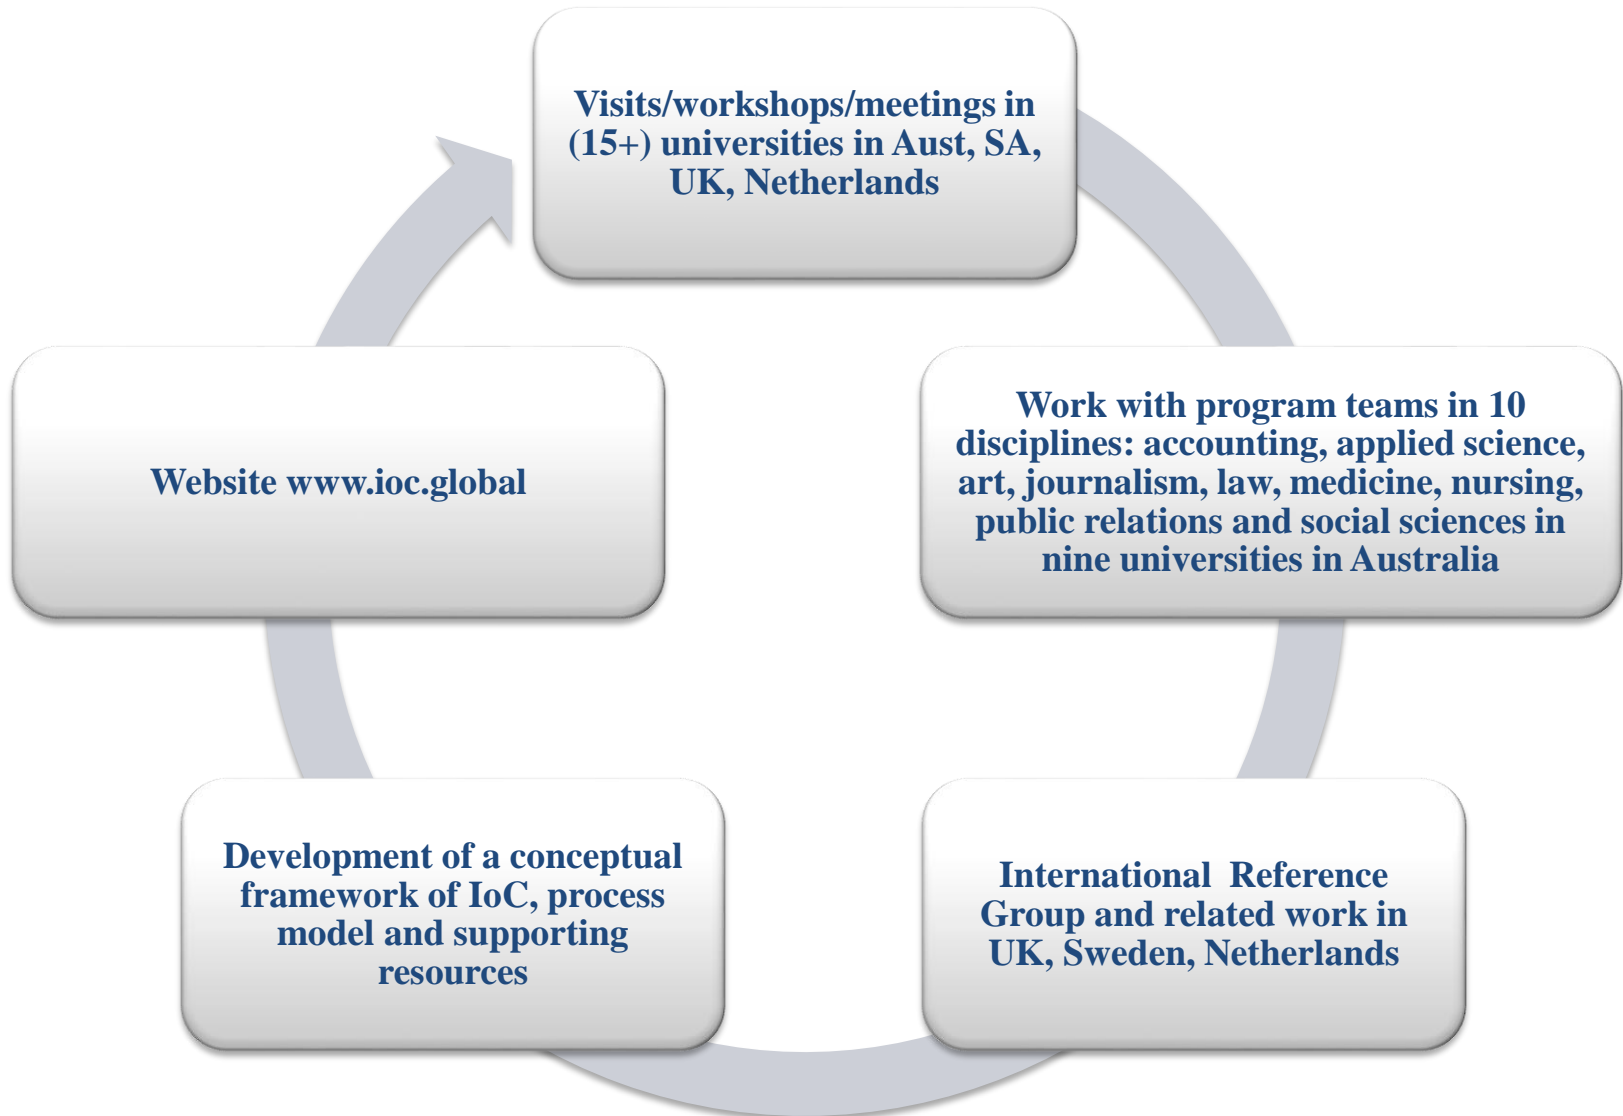 Visits/workshops/meetings in
(15+) universities in Aust, SA,
UK, Netherlands
Work with program teams in 10
disciplines: accounting, applied science,
art, journalism, law, medicine, nursing,
public relations and social sciences in
nine universities in Australia
International Reference
Group and related work in
UK, Sweden, Netherlands
Development of a conceptual
framework of IoC, process
model and supporting
resources
Website www.ioc.global